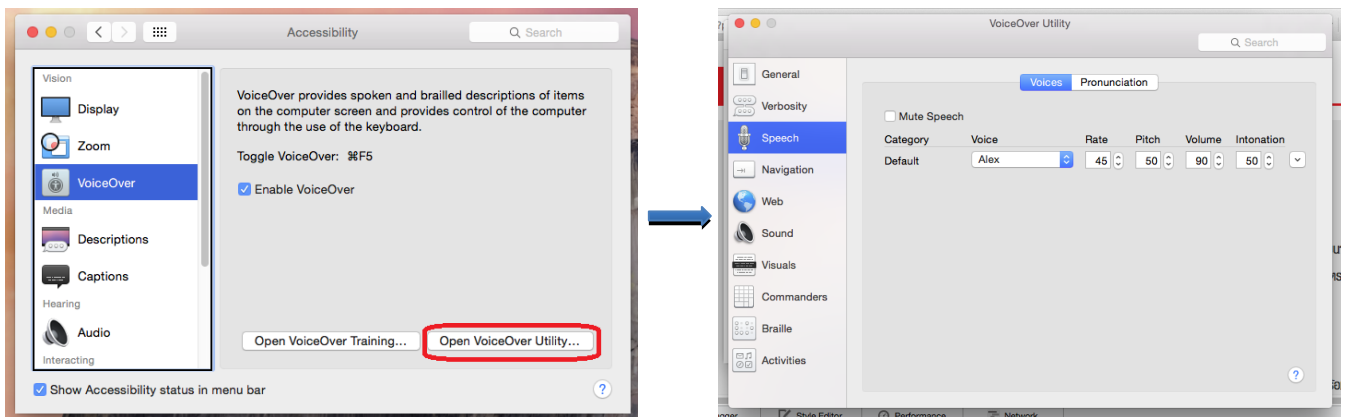 Accessibility
Search
Vision
Display
Zoom
VoiceOver
Media
Descriptions
Captions
Hearing
Audio
Interacting
VoiceOver provides spoken and brailled descriptions of items
on the computer screen and provides control of the computer
through the use of the keyboard.
Toggle VoiceOver: ⌘F5
Enable VoiceOver
Open VoiceOver Training...
Open VoiceOver Utility...
Show Accessibility status in menu bar
?
VoiceOver Utility
Search
General
Verbosity
Speech
Navigation
Web
Sound
Visuals
Commanders
Braille
Activities
Voices Pronunciation
Mute Speech
Category Voice Rate Pitch Volume Intonation
Default Alex 45 50 90 50
?
Style Editor Performance Network